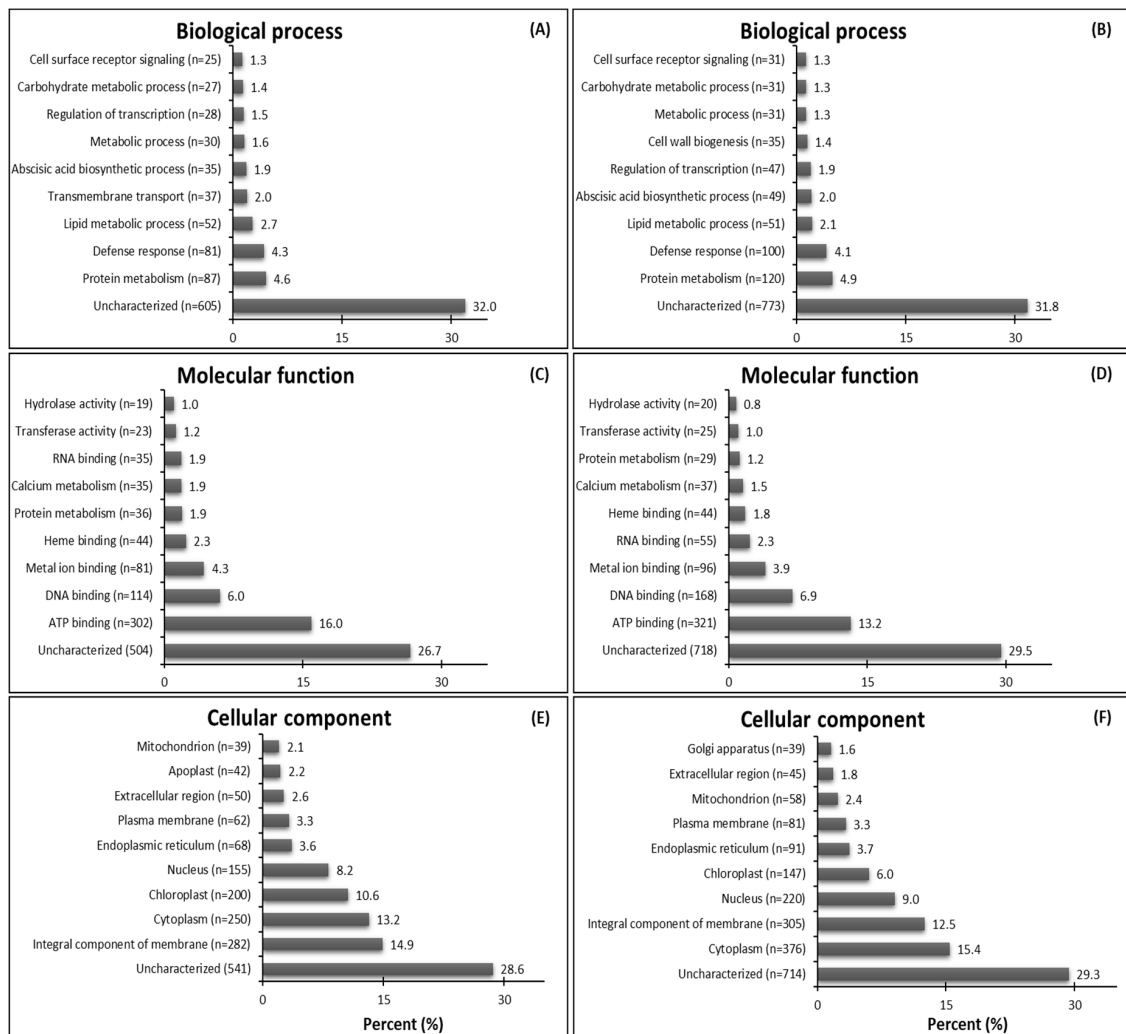 Biological process (A)
Cell surface receptor signaling (n=25) 1.3
Carbohydrate metabolic process (n=27) 1.4
Regulation of transcription (n=28) 1.5
Metabolic process (n=30) 1.6
Abscisic acid biosynthetic process (n=35) 1.9
Transmembrane transport (n=37) 2.0
Lipid metabolic process (n=52) 2.7
Defense response (n=81) 4.3
Protein metabolism (n=87) 4.6
Uncharacterized (n=605) 32.0
0 15 30
Biological process (B)
Cell surface receptor signaling (n=31) 1.3
Carbohydrate metabolic process (n=31) 1.3
Metabolic process (n=31) 1.3
Cell wall biogenesis (n=35) 1.4
Regulation of transcription (n=47) 1.9
Abscisic acid biosynthetic process (n=49) 2.0
Lipid metabolic process (n=51) 2.1
Defense response (n=100) 4.1
Protein metabolism (n=120) 4.9
Uncharacterized (n=773) 31.8
0 15 30
Molecular function (C)
Hydrolase activity (n=19) 1.0
Transferase activity (n=23) 1.2
RNA binding (n=35) 1.9
Calcium metabolism (n=35) 1.9
Protein metabolism (n=36) 1.9
Heme binding (n=44) 2.3
Metal ion binding (n=81) 4.3
DNA binding (n=114) 6.0
ATP binding (n=302) 16.0
Uncharacterized (504) 26.7
0 15 30
Molecular function (D)
Hydrolase activity (n=20) 0.8
Transferase activity (n=25) 1.0
Protein metabolism (n=29) 1.2
Calcium metabolism (n=37) 1.5
Heme binding (n=44) 1.8
RNA binding (n=55) 2.3
Metal ion binding (n=96) 3.9
DNA binding (n=168) 6.9
ATP binding (n=321) 13.2
Uncharacterized (718) 29.5
0 15 30
Cellular component (E)
Mitochondrion (n=39) 2.1
Apoplast (n=42) 2.2
Extracellular region (n=50) 2.6
Plasma membrane (n=62) 3.3
Endoplasmic reticulum (n=68) 3.6
Nucleus (n=155) 8.2
Chloroplast (n=200) 10.6
Cytoplasm (n=250) 13.2
Integral component of membrane (n=282) 14.9
Uncharacterized (541) 28.6
0 15 30
Percent (%)
Cellular component (F)
Golgi apparatus (n=39) 1.6
Extracellular region (n=45) 1.8
Mitochondrion (n=58) 2.4
Plasma membrane (n=81) 3.3
Endoplasmic reticulum (n=91) 3.7
Chloroplast (n=147) 6.0
Nucleus (n=220) 9.0
Integral component of membrane (n=305) 12.5
Cytoplasm (n=376) 15.4
Uncharacterized (n=714) 29.3
0 15 30
Percent (%)